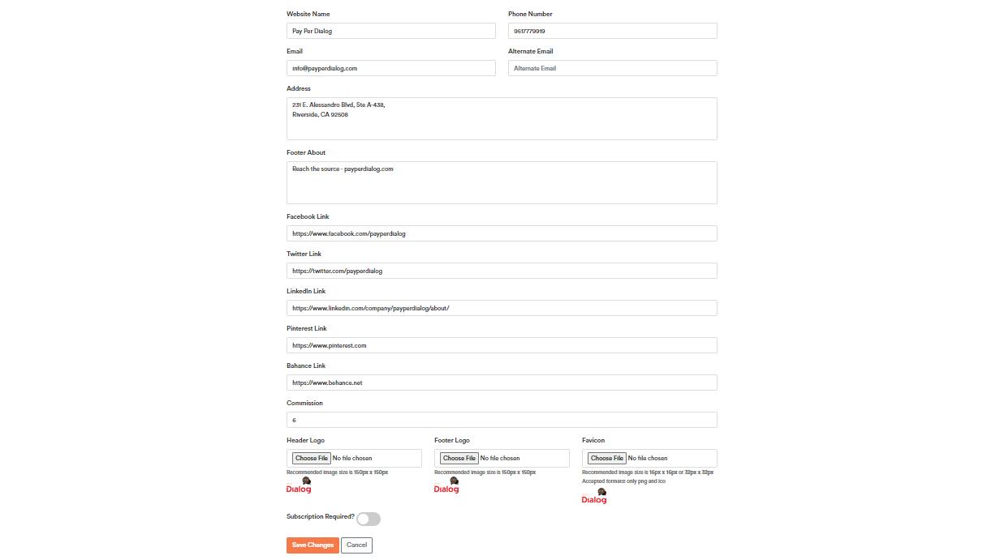 Website Name
Phone Number
Pay Per Dialog
9517779919
Email
Alternate Email
info@payperdialog.com
Alternate Email
Address
231 E. Alessandro Blvd, Ste A-438,
Riverside, CA 92508
Footer About
Reach the source - payperdialog.com
Facebook Link
https://www.facebook.com/payperdialog
Twitter Link
https://twitter.com/payperdialog
LinkedIn Link
https://www.linkedin.com/company/payperdialog/about/
Pinterest Link
https://www.pinterest.com
Bahance Link
https://www.behance.net
Commission
6
Header Logo
Footer Logo
Favicon
Choose File No file chosen
Choose File No file chosen
Choose File No file chosen
Recommended image size is 150px x 150px
Recommended image size is 150px x 150px
Recommended image size is 16px x 16px or 32px x 32px
Accepted formats: only png and ico
Dialog
Dialog
Dialog
Subscription Required?
Save Changes
Cancel